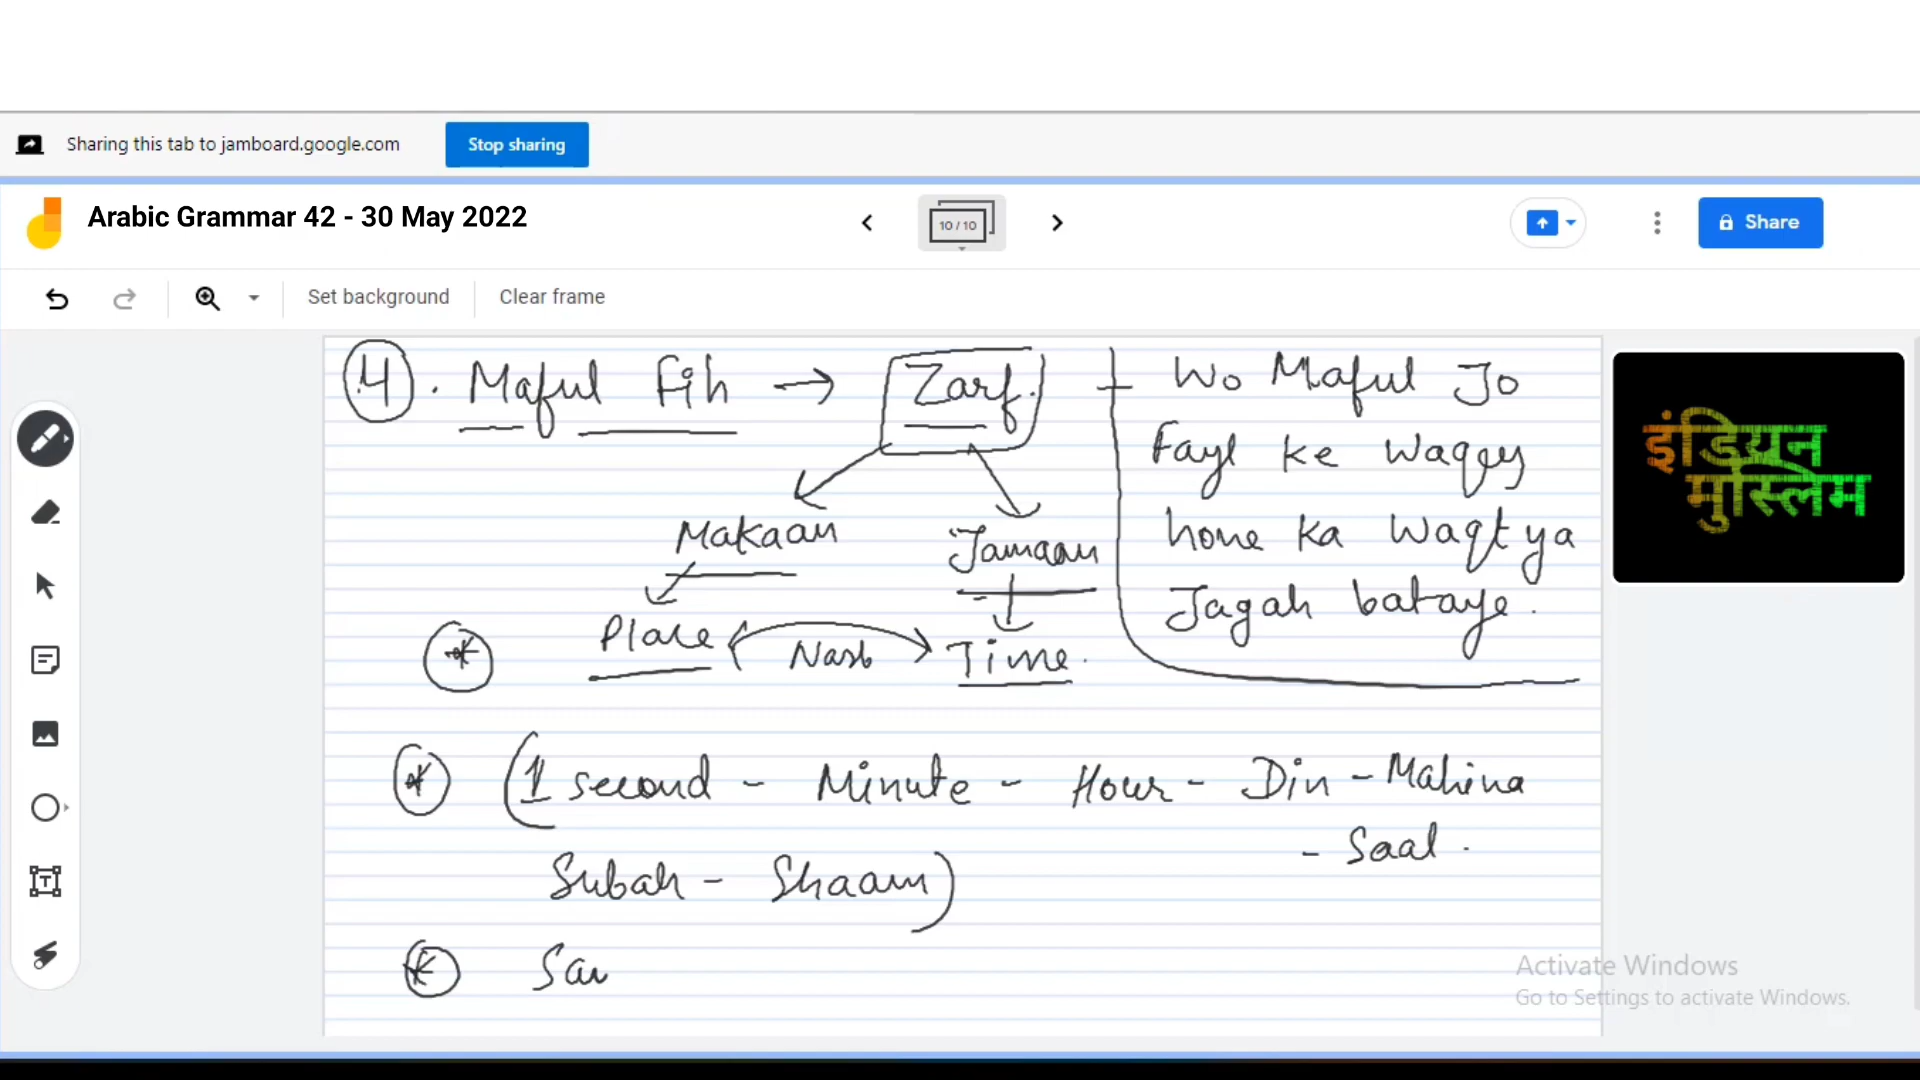 Sharing this tab to jamboard.google.com Stop sharing
Arabic Grammar 42 - 30 May 2022
10 / 10
Share
Set background Clear frame
4. Maful Fih → Zarf.
Makaan Jamaan
Place Nasb Time.
Wo Maful Jo
Fayl ke Waqey
hone ka Waqt ya
Jagah bataye.
इंडियन
मुस्लिम
* (1 second - Minute - Hour - Din - Mahina
- Saal.
Subah - Shaam)
* Sau
Activate Windows
Go to Settings to activate Windows.